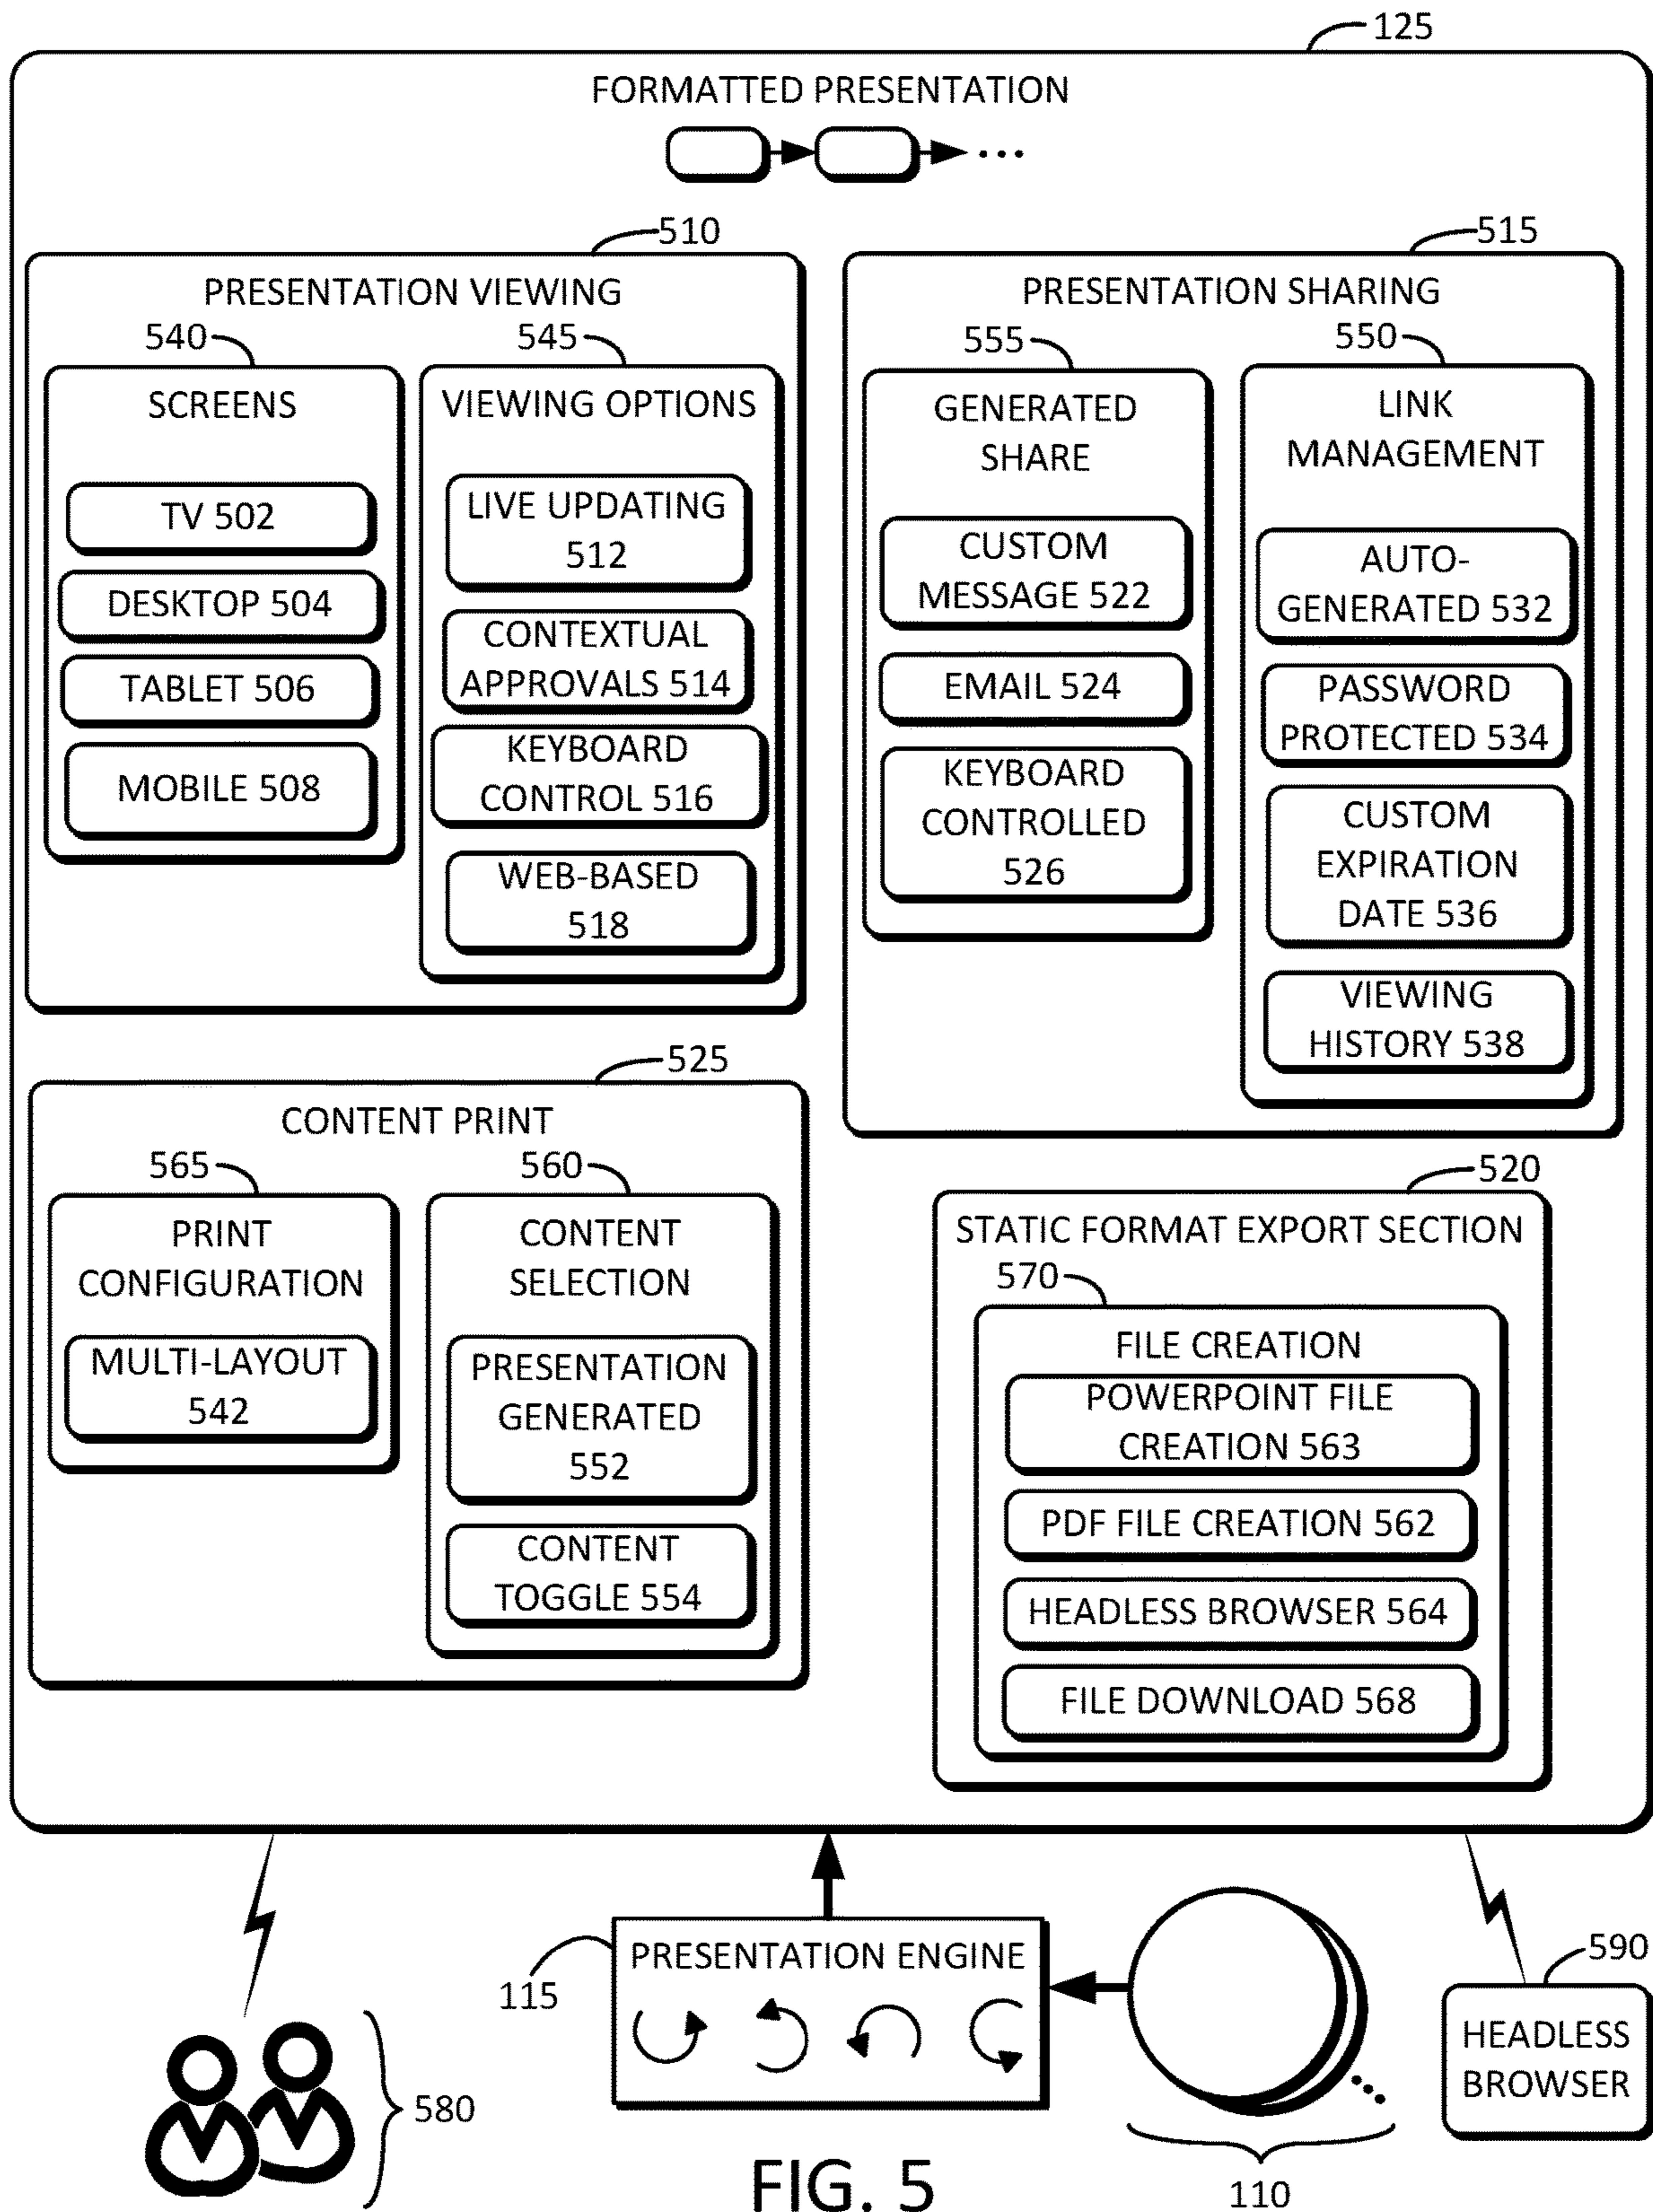 125
FORMATTED PRESENTATION
510
PRESENTATION VIEWING
540
SCREENS
TV 502
DESKTOP 504
TABLET 506
MOBILE 508
545
VIEWING OPTIONS
LIVE UPDATING
512
CONTEXTUAL
APPROVALS 514
KEYBOARD
CONTROL 516
WEB-BASED
518
515
PRESENTATION SHARING
555
GENERATED
SHARE
CUSTOM
MESSAGE 522
EMAIL 524
KEYBOARD
CONTROLLED
526
550
LINK
MANAGEMENT
AUTO-
GENERATED 532
PASSWORD
PROTECTED 534
CUSTOM
EXPIRATION
DATE 536
VIEWING
HISTORY 538
525
CONTENT PRINT
565
PRINT
CONFIGURATION
MULTI-LAYOUT
542
560
CONTENT
SELECTION
PRESENTATION
GENERATED
552
CONTENT
TOGGLE 554
520
STATIC FORMAT EXPORT SECTION
570
FILE CREATION
POWERPOINT FILE
CREATION 563
PDF FILE CREATION 562
HEADLESS BROWSER 564
FILE DOWNLOAD 568
115
PRESENTATION ENGINE
590
HEADLESS
BROWSER
580
110
FIG. 5